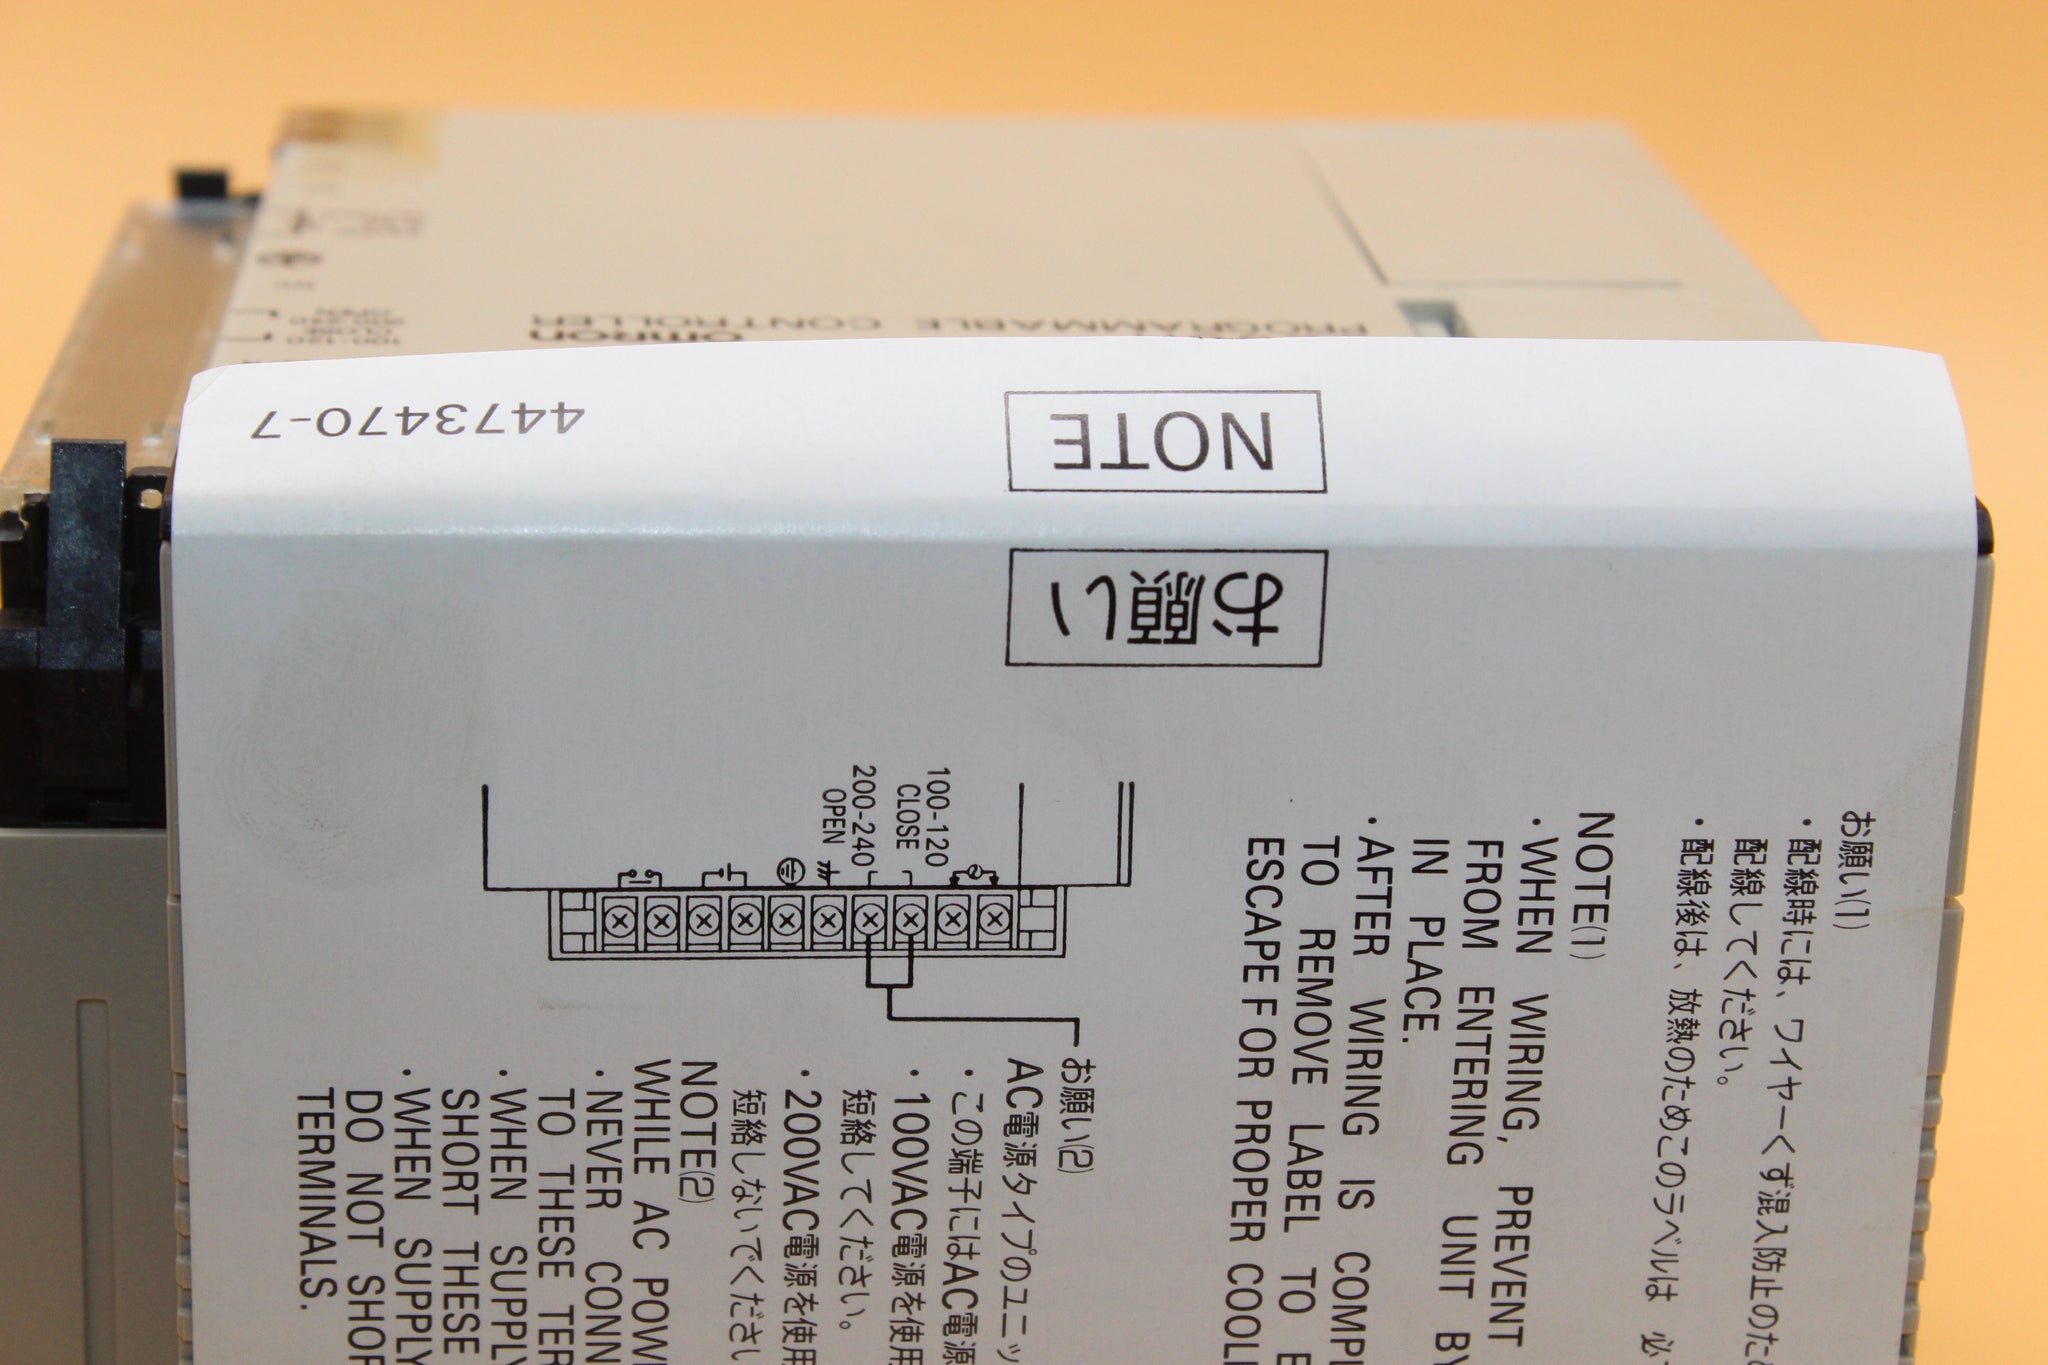 PROGRAMMABLE CONTROLLER
OMRON
100-120
CLOSE
200-240
OPEN
4473470-7
NOTE
お願い
お願い(1)
・配線時には、ワイヤーくず混入防止のため
配線してください。
・配線後は、放熱のためこのラベルは 必
NOTE(1)
・WHEN WIRING, PREVENT
FROM ENTERING UNIT BY
IN PLACE.
・AFTER WIRING IS
TO REMOVE LABEL TO
ESCAPE FOR PROPER
100-120
CLOSE
200-240
OPEN
お願い(2)
AC電源タイプのユニッ
・この端子にはAC電源
・100VAC電源を使用
短絡してください。
・200VAC電源を使用
短絡しないでくださ
NOTE(2)
WHILE AC
・NEVER
TO THESE
・WHEN
SHORT THESE
・WHEN SUPPLY
DO NOT
TERMINALS.